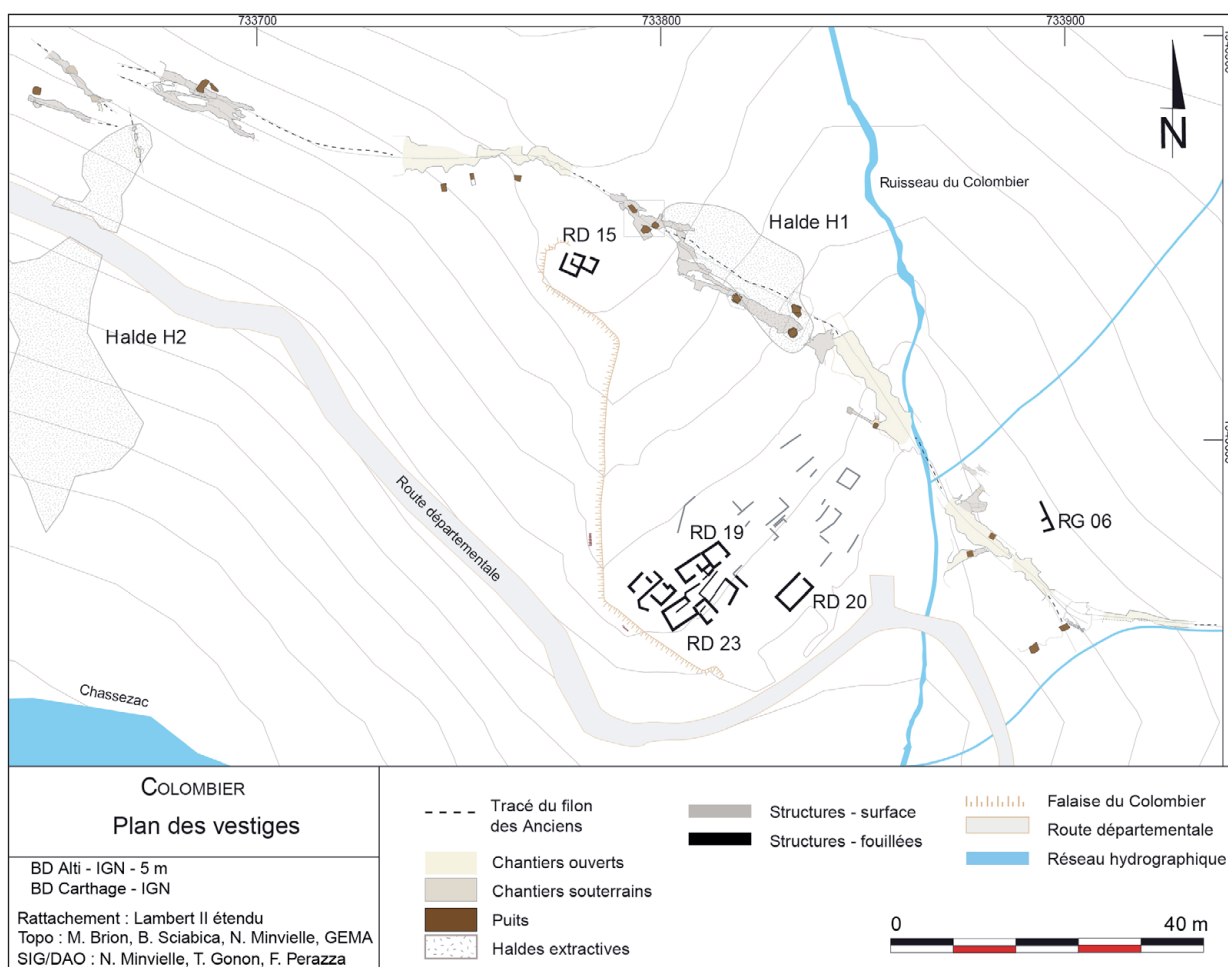 733700
733800
733900
N
Ruisseau du Colombier
Halde H1
RD 15
Halde H2
Route départementale
RG 06
RD 19
RD 20
RD 23
Chassezac
COLOMBIER
Plan des vestiges
BD Alti - IGN - 5 m
BD Carthage - IGN
Rattachement : Lambert II étendu
Topo : M. Brion, B. Sciabica, N. Minvielle, GEMA
SIG/DAO : N. Minvielle, T. Gonon, F. Perazza
Tracé du filon
des Anciens
Chantiers ouverts
Chantiers souterrains
Puits
Haldes extractives
Structures - surface
Structures - fouillées
Falaise du Colombier
Route départementale
Réseau hydrographique
0 40 m